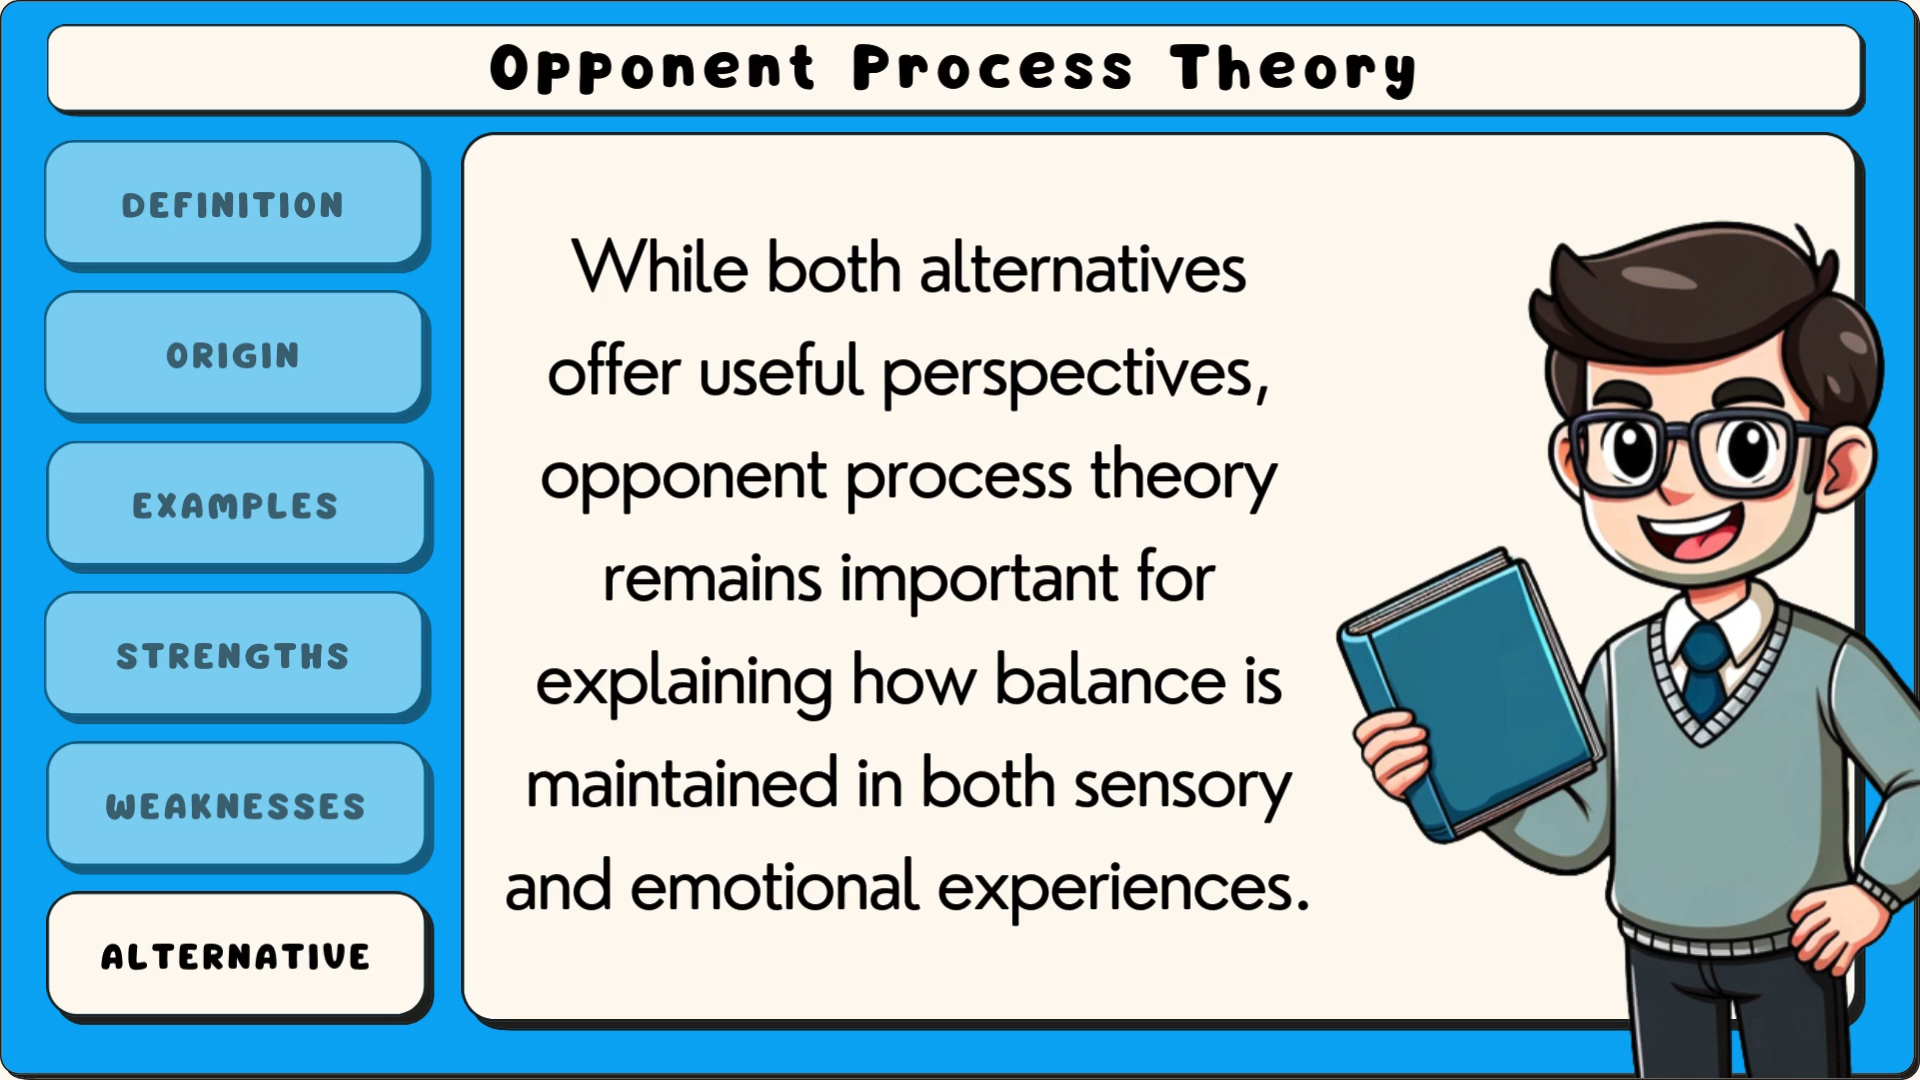 Opponent Process Theory
DEFINITION
ORIGIN
EXAMPLES
STRENGTHS
WEAKNESSES
ALTERNATIVE
While both alternatives
offer useful perspectives,
opponent process theory
remains important for
explaining how balance is
maintained in both sensory
and emotional experiences.